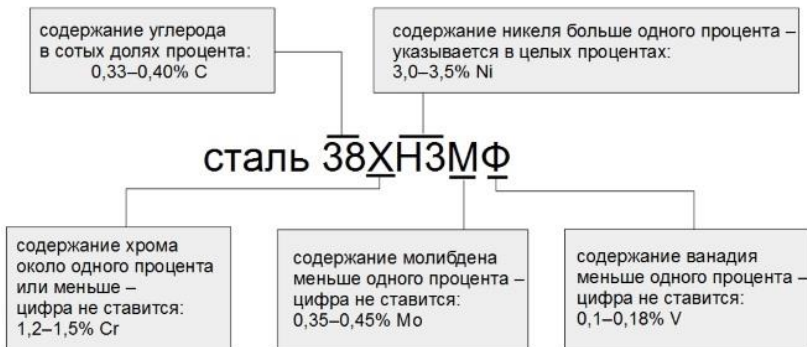 содержание углерода
в сотых долях процента:
0,33–0,40% C
содержание никеля больше одного процента –
указывается в целых процентах:
3,0–3,5% Ni
сталь 38ХН3МФ
содержание хрома
около одного процента
или меньше –
цифра не ставится:
1,2–1,5% Cr
содержание молибдена
меньше одного процента –
цифра не ставится:
0,35–0,45% Mo
содержание ванадия
меньше одного процента –
цифра не ставится:
0,1–0,18% V